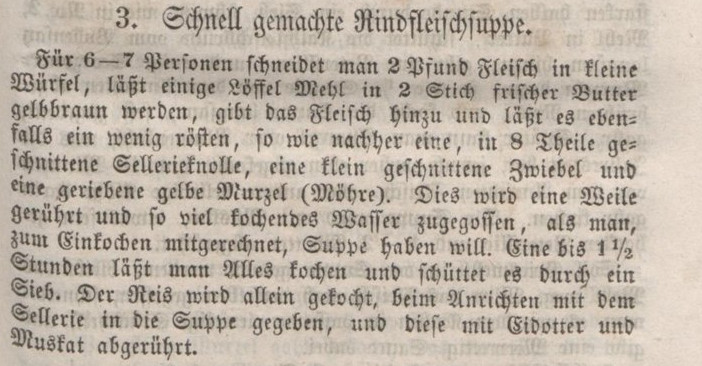 3. Schnell gemachte Rindfleischsuppe.
Für 6—7 Personen schneidet man 2 Pfund Fleisch in kleine
Würfel, läßt einige Löffel Mehl in 2 Stich frischer Butter
gelbbraun werden, gibt das Fleisch hinzu und läßt es eben-
falls ein wenig rösten, so wie nachher eine, in 8 Theile ge-
schnittene Sellerieknolle, eine klein geschnittene Zwiebel und
eine geriebene gelbe Wurzel (Möhre). Dies wird eine Weile
gerührt und so viel kochendes Wasser zugegossen, als man,
zum Einkochen mitgerechnet, Suppe haben will. Eine bis 1 1/2
Stunden läßt man Alles kochen und schüttet es durch ein
Sieb. Der Reis wird allein gekocht, beim Anrichten mit dem
Sellerie in die Suppe gegeben, und diese mit Eidotter und
Muskat abgerührt.